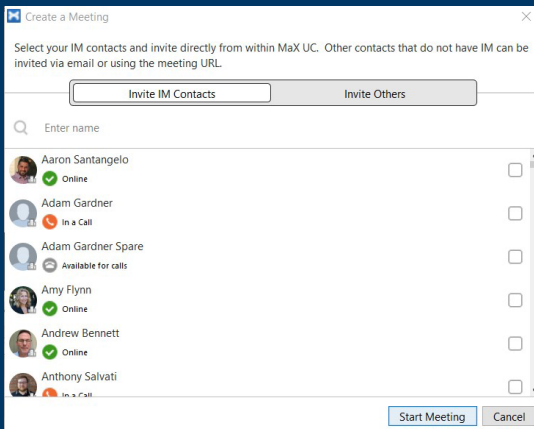 Create a Meeting
Select your IM contacts and invite directly from within MaX UC. Other contacts that do not have IM can be
invited via email or using the meeting URL.
Invite IM Contacts
Invite Others
Enter name
Aaron Santangelo
Online
Adam Gardner
In a Call
Adam Gardner Spare
Available for calls
Amy Flynn
Online
Andrew Bennett
Online
Anthony Salvati
In a Call
Start Meeting
Cancel